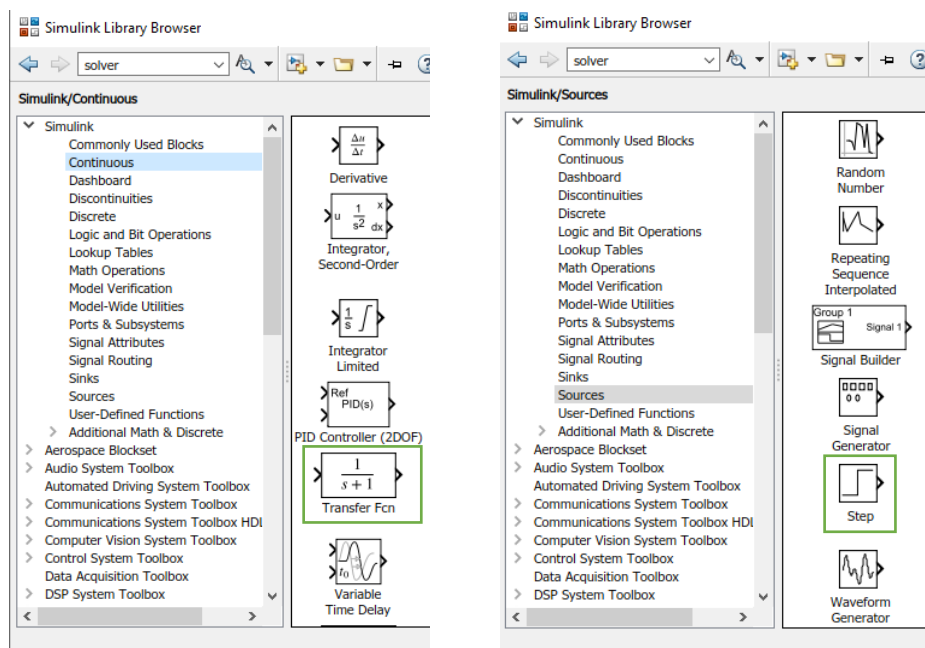 Simulink Library Browser
solver
Simulink/Continuous
Simulink
Commonly Used Blocks
Continuous
Dashboard
Discontinuities
Discrete
Logic and Bit Operations
Lookup Tables
Math Operations
Model Verification
Model-Wide Utilities
Ports & Subsystems
Signal Attributes
Signal Routing
Sinks
Sources
User-Defined Functions
Additional Math & Discrete
Aerospace Blockset
Audio System Toolbox
Automated Driving System Toolbox
Communications System Toolbox
Communications System Toolbox HDL
Computer Vision System Toolbox
Control System Toolbox
Data Acquisition Toolbox
DSP System Toolbox
Δu
Δt
Derivative
u 1 x
s2 dx
Integrator,
Second-Order
1
s
Integrator
Limited
Ref
PID(s)
PID Controller (2DOF)
1
s + 1
Transfer Fcn
t0
Variable
Time Delay
Simulink Library Browser
solver
Simulink/Sources
Simulink
Commonly Used Blocks
Continuous
Dashboard
Discontinuities
Discrete
Logic and Bit Operations
Lookup Tables
Math Operations
Model Verification
Model-Wide Utilities
Ports & Subsystems
Signal Attributes
Signal Routing
Sinks
Sources
User-Defined Functions
Additional Math & Discrete
Aerospace Blockset
Audio System Toolbox
Automated Driving System Toolbox
Communications System Toolbox
Communications System Toolbox HDL
Computer Vision System Toolbox
Control System Toolbox
Data Acquisition Toolbox
DSP System Toolbox
Random
Number
Repeating
Sequence
Interpolated
Group 1
Signal 1
Signal Builder
Signal
Generator
Step
Waveform
Generator